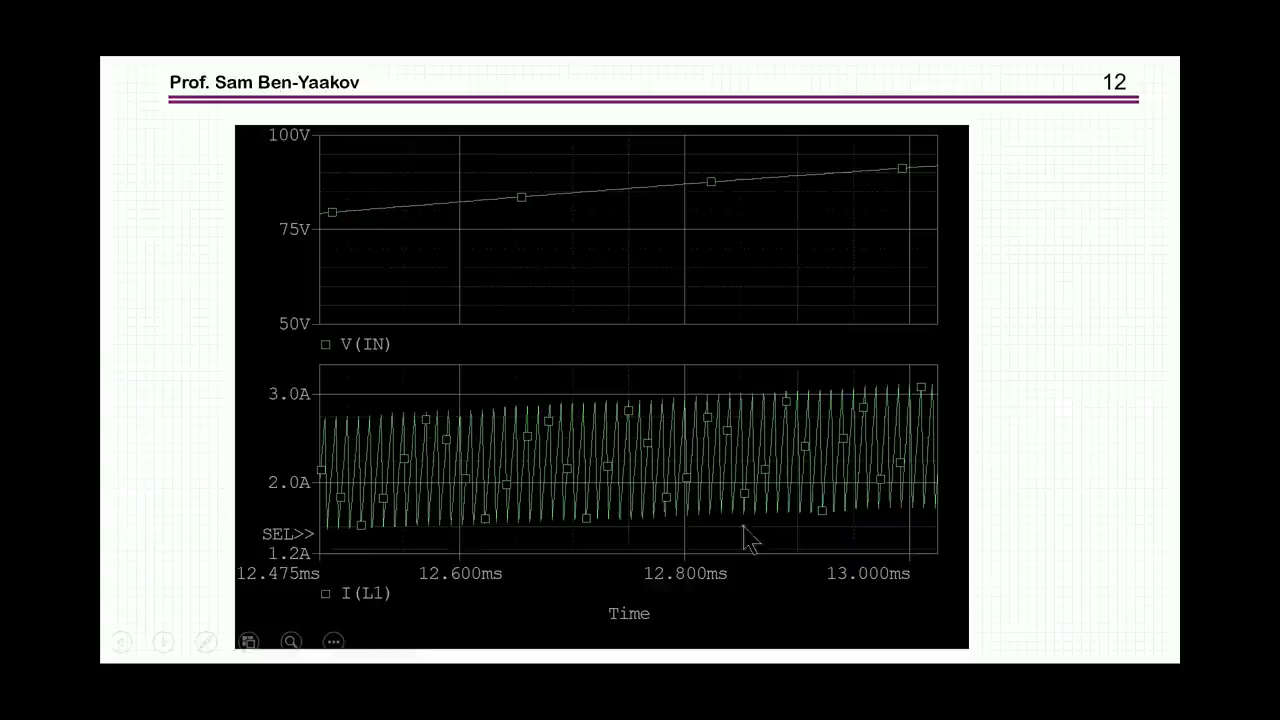 Prof. Sam Ben-Yaakov
12
100V
75V
50V
V(IN)
3.0A
2.0A
SEL>>
1.2A
12.475ms 12.600ms 12.800ms 13.000ms
I(L1)
Time